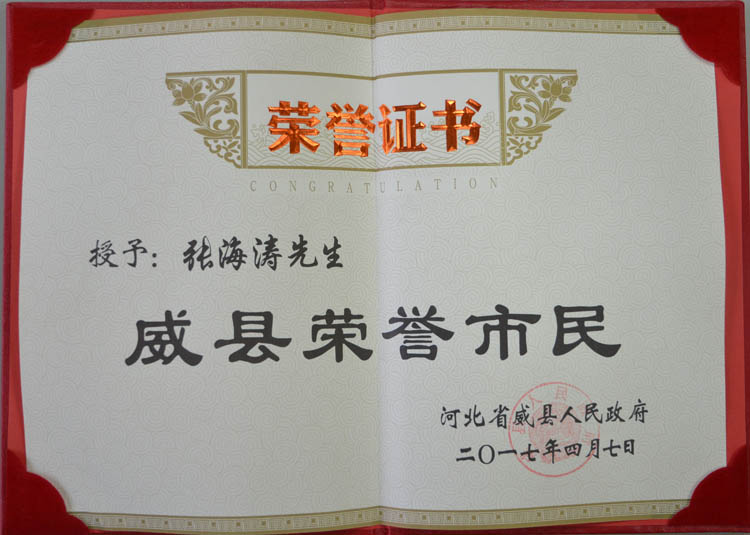 荣誉证书
CONGRATULATION
授予：张海涛先生
威县荣誉市民
河北省威县人民政府
二〇一七年四月七日